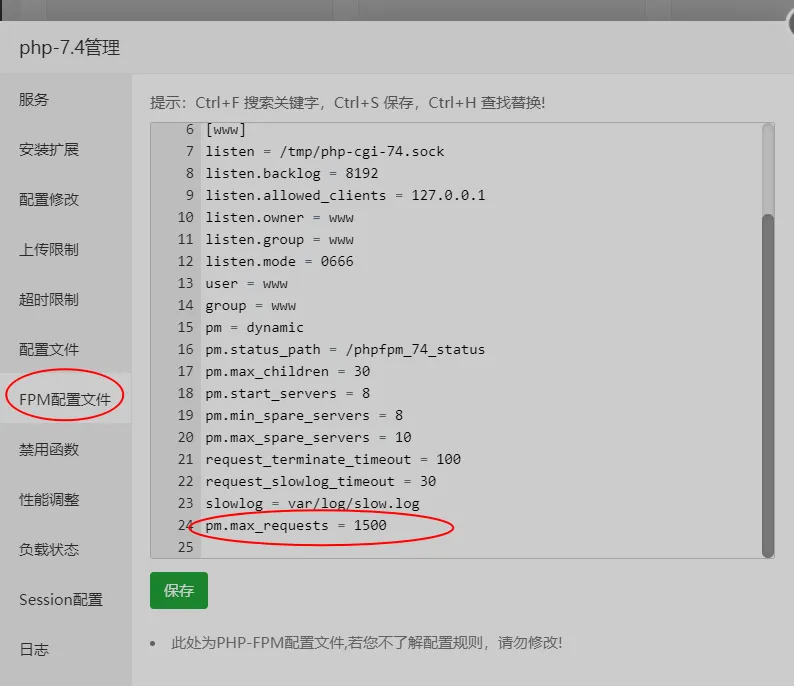 php-7.4管理
服务
安装扩展
配置修改
上传限制
超时限制
配置文件
FPM配置文件
禁用函数
性能调整
负载状态
Session配置
日志
提示：Ctrl+F 搜索关键字，Ctrl+S 保存，Ctrl+H 查找替换!
6 [www]
7 listen = /tmp/php-cgi-74.sock
8 listen.backlog = 8192
9 listen.allowed_clients = 127.0.0.1
10 listen.owner = www
11 listen.group = www
12 listen.mode = 0666
13 user = www
14 group = www
15 pm = dynamic
16 pm.status_path = /phpfpm_74_status
17 pm.max_children = 30
18 pm.start_servers = 8
19 pm.min_spare_servers = 8
20 pm.max_spare_servers = 10
21 request_terminate_timeout = 100
22 request_slowlog_timeout = 30
23 slowlog = var/log/slow.log
24 pm.max_requests = 1500
25
保存
• 此处为PHP-FPM配置文件,若您不了解配置规则，请勿修改!